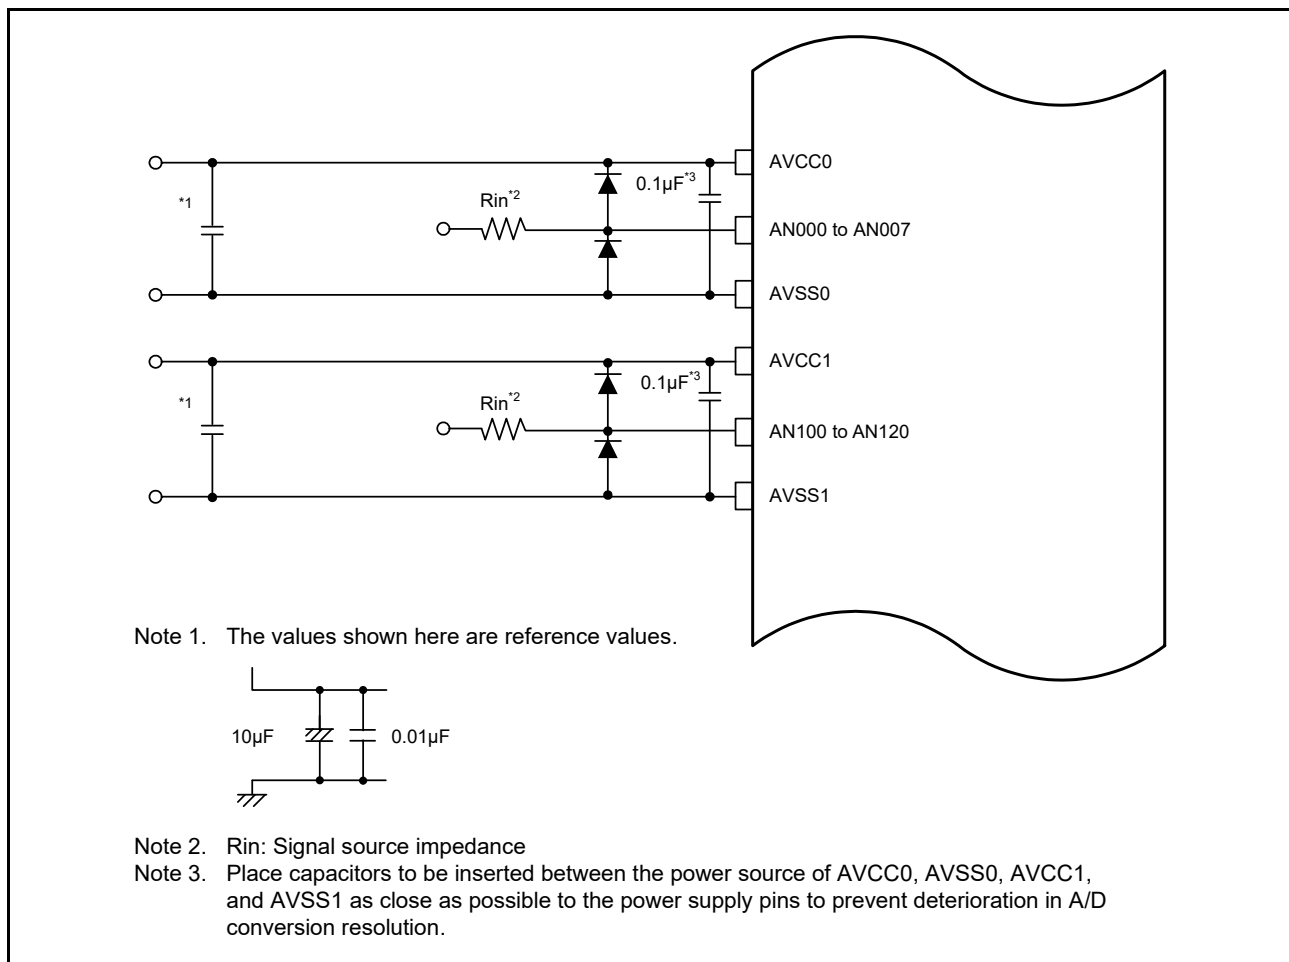 AVCC0
*1
Rin*2
0.1µF*3
AN000 to AN007
AVSS0
AVCC1
*1
Rin*2
0.1µF*3
AN100 to AN120
AVSS1
Note 1. The values shown here are reference values.
10µF
0.01µF
Note 2. Rin: Signal source impedance
Note 3. Place capacitors to be inserted between the power source of AVCC0, AVSS0, AVCC1,
and AVSS1 as close as possible to the power supply pins to prevent deterioration in A/D
conversion resolution.